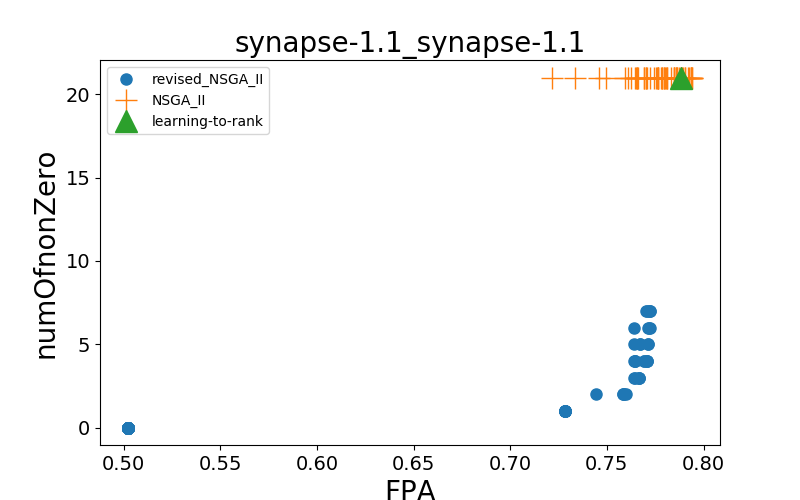 synapse-1.1_synapse-1.1
revised_NSGA_II
NSGA_II
learning-to-rank
numOfnonZero
20
15
10
5
0
0.50 0.55 0.60 0.65 0.70 0.75 0.80
FPA